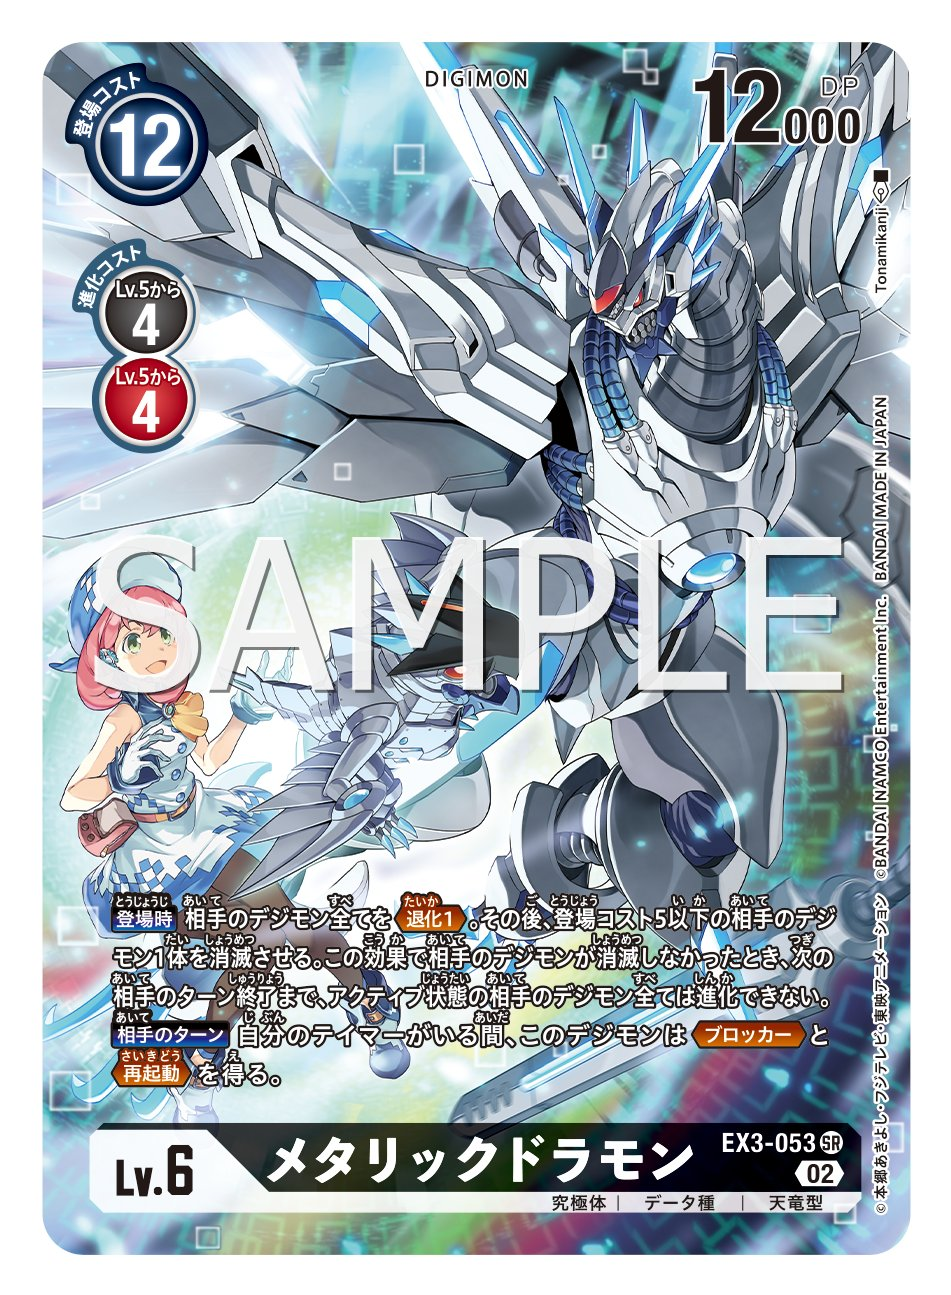 DIGIMON
登場コスト
12
12000
DP
進化コスト
Lv.5から
4
Lv.5から
4
SAMPLE
登場時 相手のデジモン全てを 退化1 。その後、登場コスト5以下の相手のデジ
モン1体を消滅させる。この効果で相手のデジモンが消滅しなかったとき、次の
相手のターン終了まで、アクティブ状態の相手のデジモン全ては進化できない。
相手のターン 自分のテイマーがいる間、このデジモンは ブロッカー と
再起動 を得る。
Lv.6
メタリックドラモン
EX3-053 SR
02
究極体 | データ種 | 天竜型
©本郷あきよし・フジテレビ・東映アニメーション ©BANDAI NAMCO Entertainment Inc. BANDAI MADE IN JAPAN
Tonamikanji